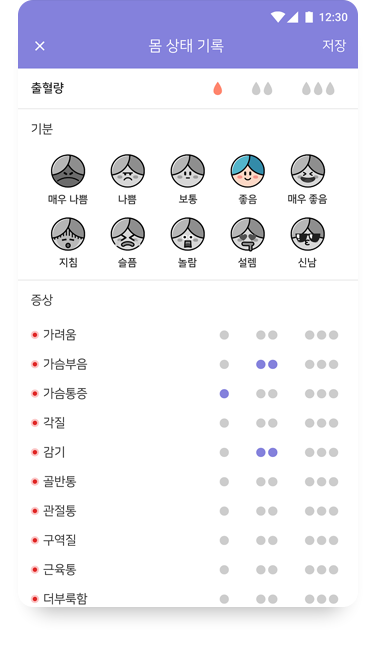 12:30
× 몸 상태 기록 저장
출혈량
기분
매우 나쁨 나쁨 보통 좋음 매우 좋음
지침 슬픔 놀람 설렘 신남
증상
가려움
가슴부음
가슴통증
각질
감기
골반통
관절통
구역질
근육통
더부룩함